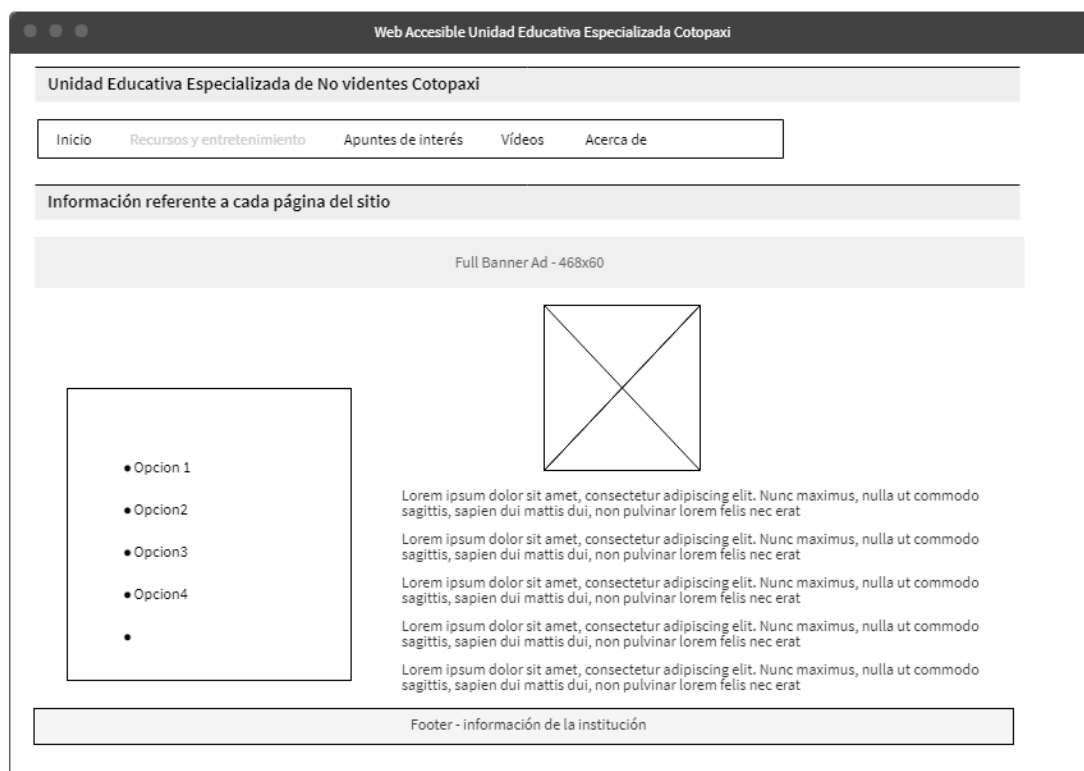 Web Accesible Unidad Educativa Especializada Cotopaxi
Unidad Educativa Especializada de No videntes Cotopaxi
Inicio Recursos y entretenimiento Apuntes de interés Vídeos Acerca de
Información referente a cada página del sitio
Full Banner Ad - 468x60
• Opcion 1
• Opcion2
• Opcion3
• Opcion4
•
Lorem ipsum dolor sit amet, consectetur adipiscing elit. Nunc maximus, nulla ut commodo
sagittis, sapien dui mattis dui, non pulvinar lorem felis nec erat
Lorem ipsum dolor sit amet, consectetur adipiscing elit. Nunc maximus, nulla ut commodo
sagittis, sapien dui mattis dui, non pulvinar lorem felis nec erat
Lorem ipsum dolor sit amet, consectetur adipiscing elit. Nunc maximus, nulla ut commodo
sagittis, sapien dui mattis dui, non pulvinar lorem felis nec erat
Lorem ipsum dolor sit amet, consectetur adipiscing elit. Nunc maximus, nulla ut commodo
sagittis, sapien dui mattis dui, non pulvinar lorem felis nec erat
Lorem ipsum dolor sit amet, consectetur adipiscing elit. Nunc maximus, nulla ut commodo
sagittis, sapien dui mattis dui, non pulvinar lorem felis nec erat
Footer - información de la institución